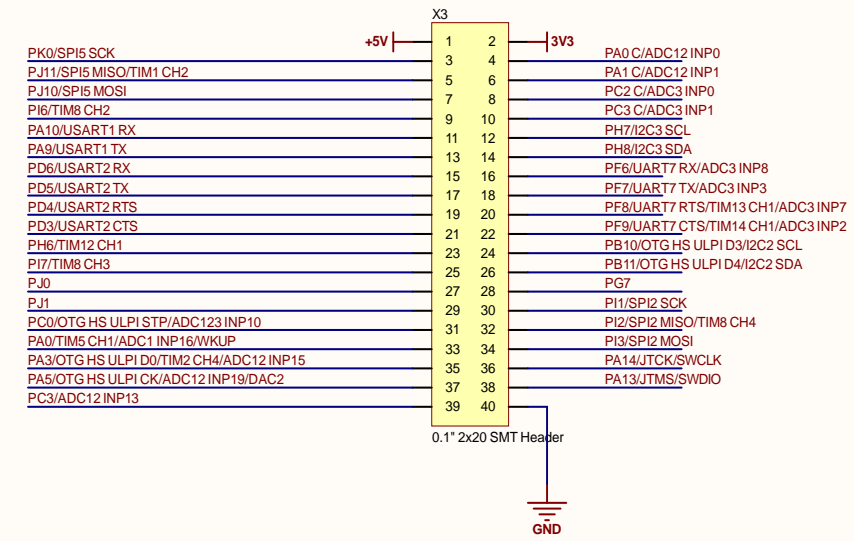 X3
+5V 1 2 3V3
PK0/SPI5 SCK 3 4 PA0 C/ADC12 INP0
PJ11/SPI5 MISO/TIM1 CH2 5 6 PA1 C/ADC12 INP1
PJ10/SPI5 MOSI 7 8 PC2 C/ADC3 INP0
PI6/TIM8 CH2 9 10 PC3 C/ADC3 INP1
PA10/USART1 RX 11 12 PH7/I2C3 SCL
PA9/USART1 TX 13 14 PH8/I2C3 SDA
PD6/USART2 RX 15 16 PF6/UART7 RX/ADC3 INP8
PD5/USART2 TX 17 18 PF7/UART7 TX/ADC3 INP3
PD4/USART2 RTS 19 20 PF8/UART7 RTS/TIM13 CH1/ADC3 INP7
PD3/USART2 CTS 21 22 PF9/UART7 CTS/TIM14 CH1/ADC3 INP2
PH6/TIM12 CH1 23 24 PB10/OTG HS ULPI D3/I2C2 SCL
PI7/TIM8 CH3 25 26 PB11/OTG HS ULPI D4/I2C2 SDA
PJ0 27 28 PG7
PJ1 29 30 PI1/SPI2 SCK
PC0/OTG HS ULPI STP/ADC123 INP10 31 32 PI2/SPI2 MISO/TIM8 CH4
PA0/TIM5 CH1/ADC1 INP16/WKUP 33 34 PI3/SPI2 MOSI
PA3/OTG HS ULPI D0/TIM2 CH4/ADC12 INP15 35 36 PA14/JTCK/SWCLK
PA5/OTG HS ULPI CK/ADC12 INP19/DAC2 37 38 PA13/JTMS/SWDIO
PC3/ADC12 INP13 39 40
0.1" 2x20 SMT Header
GND